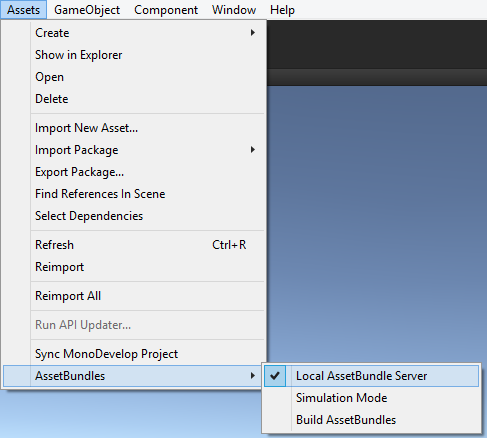 Assets GameObject Component Window Help
Create
Show in Explorer
Open
Delete
Import New Asset...
Import Package
Export Package...
Find References In Scene
Select Dependencies
Refresh Ctrl+R
Reimport
Reimport All
Run API Updater...
Sync MonoDevelop Project
AssetBundles
Local AssetBundle Server
Simulation Mode
Build AssetBundles